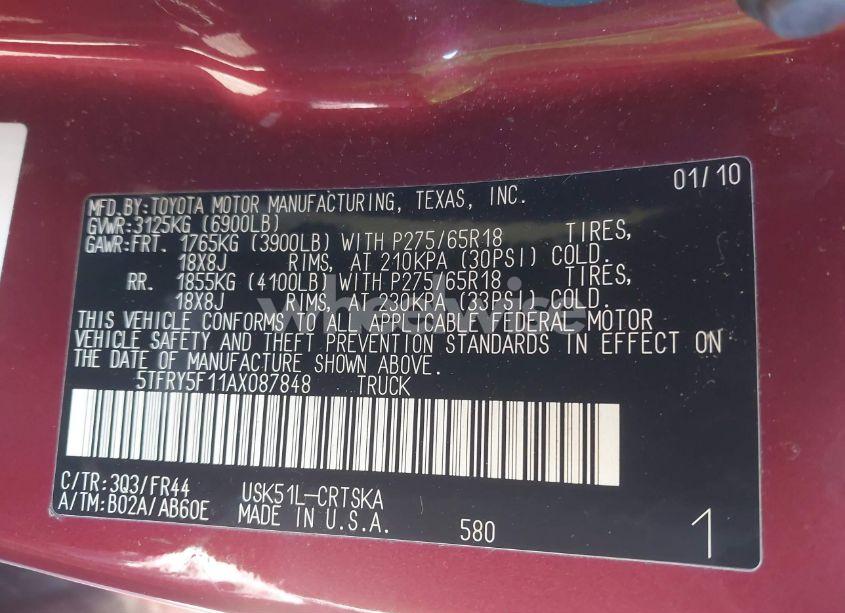 01/10
MFD.BY:TOYOTA MOTOR MANUFACTURING, TEXAS, INC.
GVWR:3125KG (6900LB)
GAWR:FRT. 1765KG (3900LB) WITH P275/65R18 TIRES,
18X8J RIMS, AT 210KPA (30PSI) COLD.
RR. 1855KG (4100LB) WITH P275/65R18 TIRES,
18X8J RIMS, AT 230KPA (33PSI) COLD.
THIS VEHICLE CONFORMS TO ALL APPLICABLE FEDERAL MOTOR
VEHICLE SAFETY AND THEFT PREVENTION STANDARDS IN EFFECT ON
THE DATE OF MANUFACTURE SHOWN ABOVE.
5TFRY5F11AX087848 TRUCK
C/TR:3Q3/FR44 USK51L-CRTSKA
A/TM:B02A/AB60E MADE IN U.S.A. 580 1
wheelwise